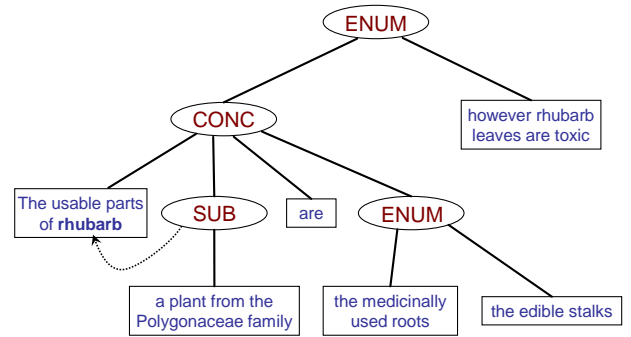 ENUM
however rhubarb
leaves are toxic
CONC
The usable parts
of rhubarb
SUB
are
ENUM
a plant from the
Polygonaceae family
the medicinally
used roots
the edible stalks